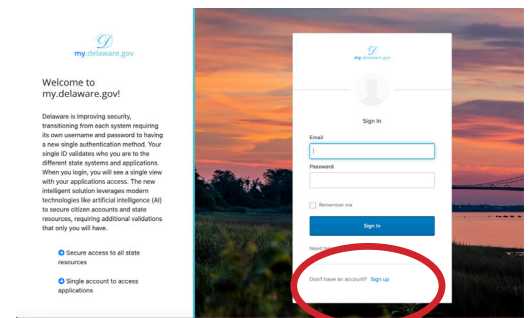 D
my.delaware.gov
Welcome to
my.delaware.gov!
Delaware is improving security,
transitioning from each system requiring
its own username and password to having
a new single authentication method. Your
single ID validates who you are to the
different state systems and applications.
When you login, you will see a single view
with your applications access. The new
intelligent solution leverages modern
technologies like artificial intelligence (AI)
to secure citizen accounts and state
resources, requiring additional validations
that only you will have.
Secure access to all state
resources
Single account to access
applications
D
my.delaware.gov
Sign In
Email
Password
Remember me
Sign In
Need
Don't have an account? Sign up